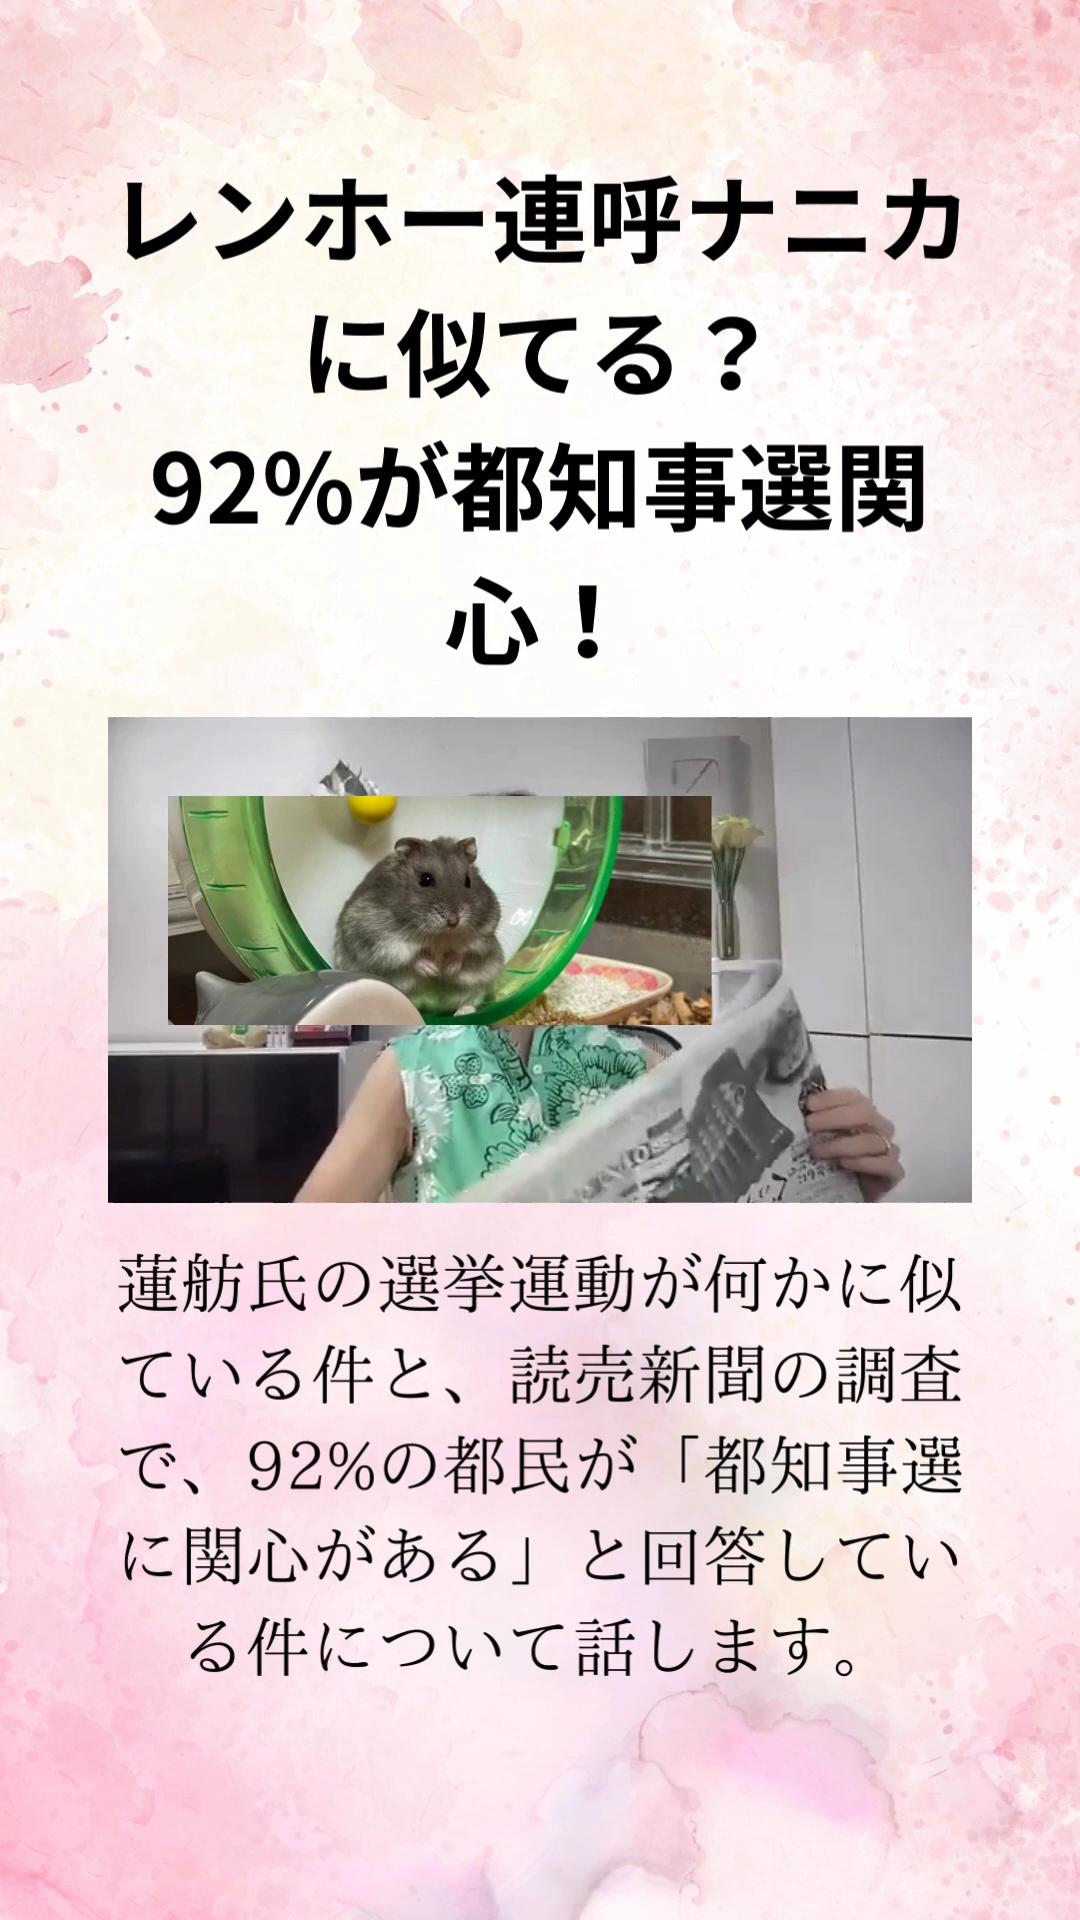 レンホー連呼ナニカ
に似てる？
92%が都知事選関
心！
蓮舫氏の選挙運動が何かに似
ている件と、読売新聞の調査
で、92%の都民が「都知事選
に関心がある」と回答してい
る件について話します。